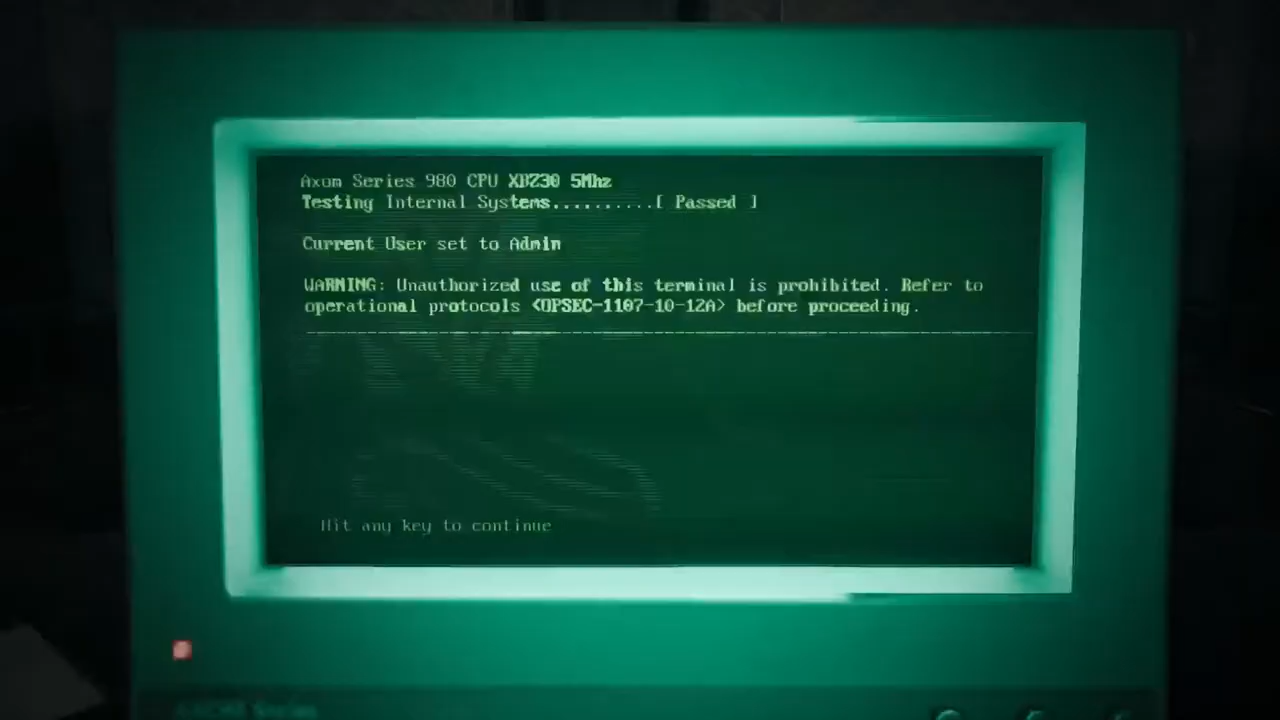 Axom Series 980 CPU XBZ30 5Mhz
Testing Internal Systems..........[ Passed ]
Current User set to Admin
WARNING: Unauthorized use of this terminal is prohibited. Refer to
operational protocols <OPSEC-1107-10-12A> before proceeding.
Hit any key to continue